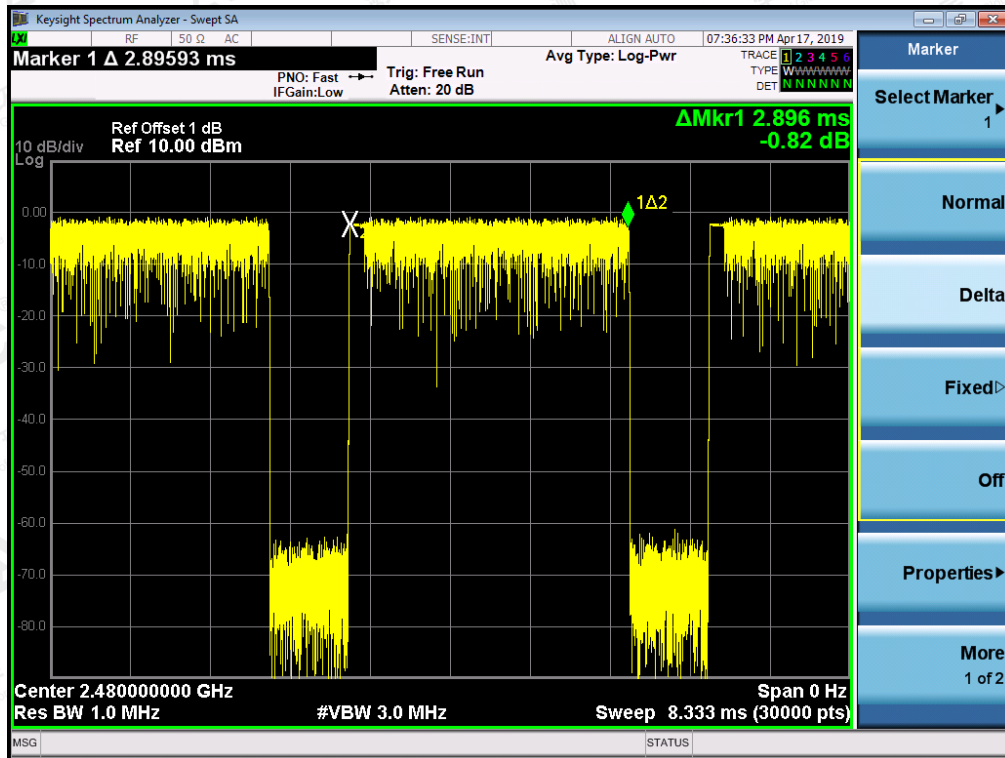 Keysight Spectrum Analyzer - Swept SA
LXI RF 50 Ω AC SENSE:INT ALIGN AUTO 07:36:33 PM Apr 17, 2019
Marker 1 Δ 2.89593 ms
Avg Type: Log-Pwr
TRACE 1 2 3 4 5 6
TYPE WWWWWWW
DET N N N N N N
PNO: Fast
IFGain:Low
Trig: Free Run
Atten: 20 dB
ΔMkr1 2.896 ms
-0.82 dB
Ref Offset 1 dB
10 dB/div Ref 10.00 dBm
Log
1Δ2
2
0.00
-10.0
-20.0
-30.0
-40.0
-50.0
-60.0
-70.0
-80.0
Center 2.480000000 GHz Span 0 Hz
Res BW 1.0 MHz #VBW 3.0 MHz Sweep 8.333 ms (30000 pts)
MSG STATUS
Marker
Select Marker
1
Normal
Delta
Fixed
Off
Properties
More
1 of 2